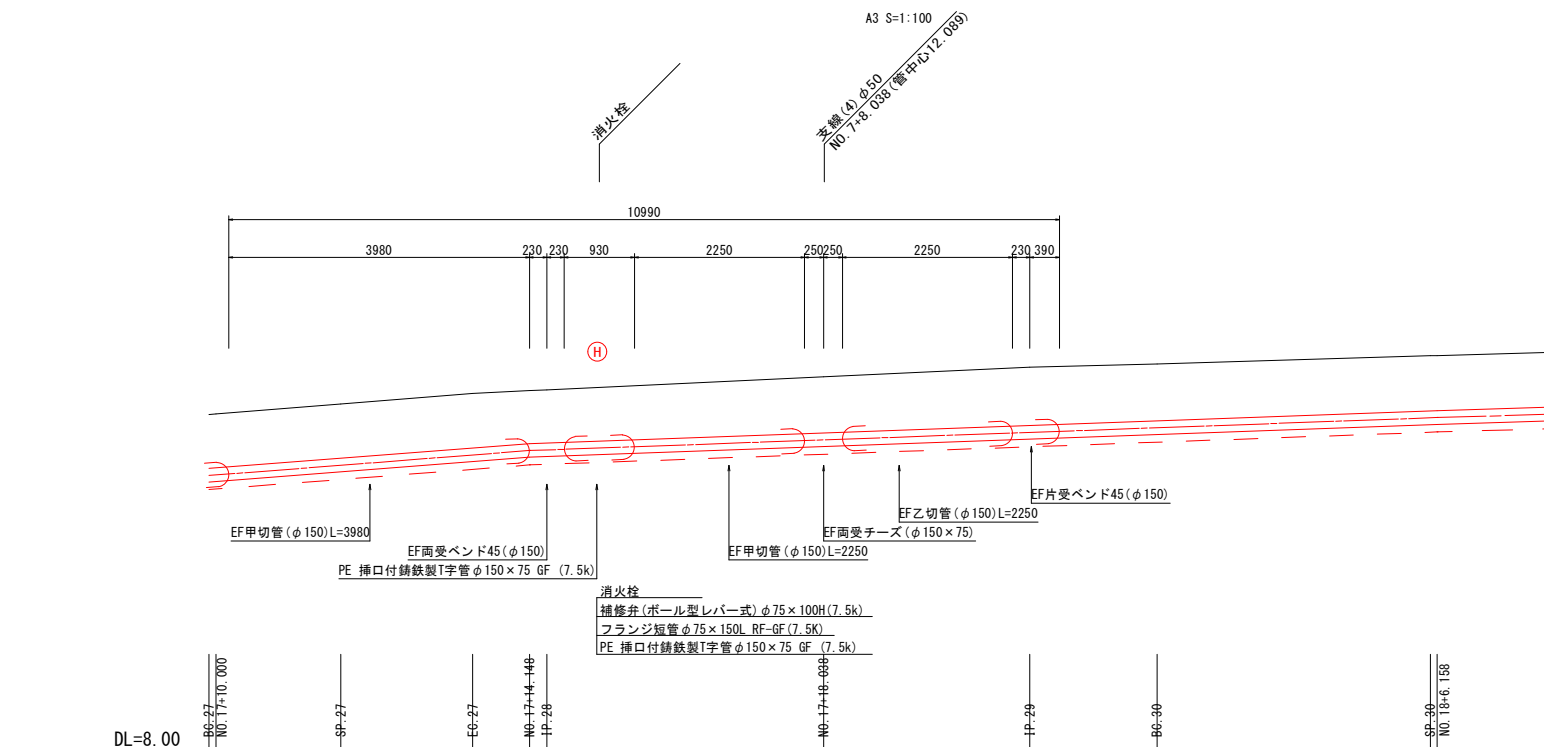 A3 S=1:100
消火栓
支線(4)φ50
NO.7+8.038(管中心12.089)
10990
3980
230
230
930
2250
250
250
2250
230
390
H
EF片受ベンド45(φ150)
EF乙切管(φ150)L=2250
EF甲切管(φ150)L=3980
EF両受チーズ(φ150×75)
EF両受ベンド45(φ150)
EF甲切管(φ150)L=2250
PE 挿口付鋳鉄製T字管φ150×75 GF (7.5k)
消火栓
補修弁(ボール型レバー式)φ75×100H(7.5k)
フランジ短管φ75×150L RF-GF(7.5K)
PE 挿口付鋳鉄製T字管φ150×75 GF (7.5k)
BC.27
NO.17+10.000
SP.27
EC.27
NO.17+14.148
IP.28
NO.17+18.038
IP.29
BC.30
SP.30
NO.18+6.158
DL=8.00